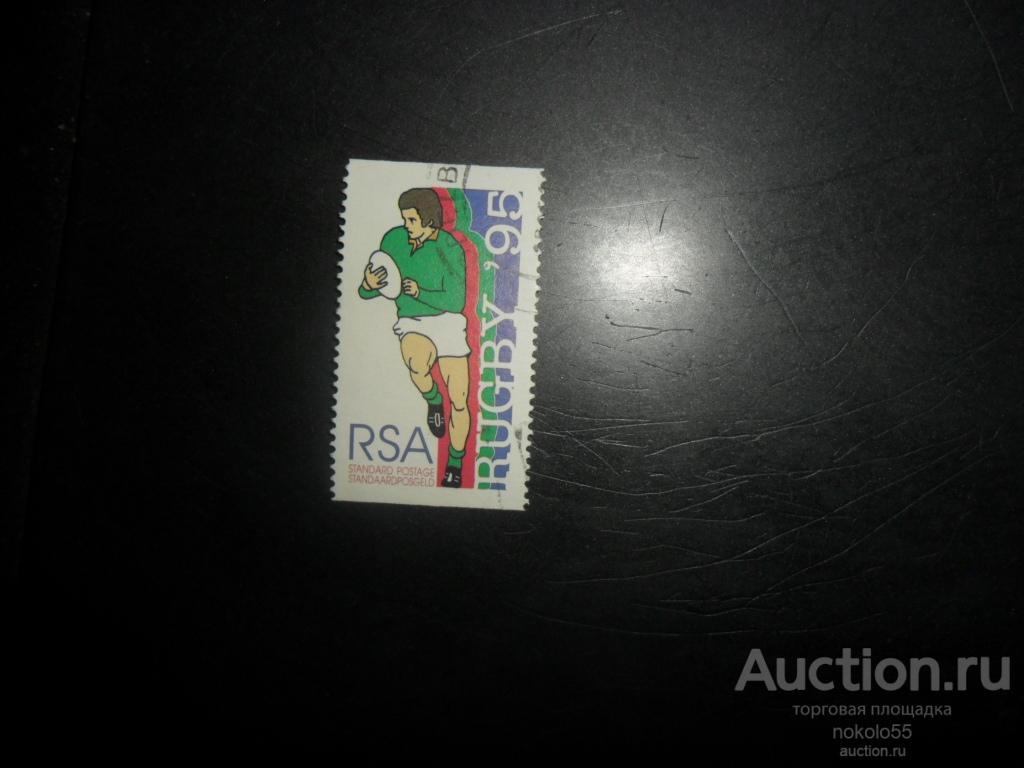 B
RUGBY '95
RSA
STANDARD POSTAGE
STANDAARDPOSGELD
Auction.ru
торговая площадка
nokolo55
auction.ru